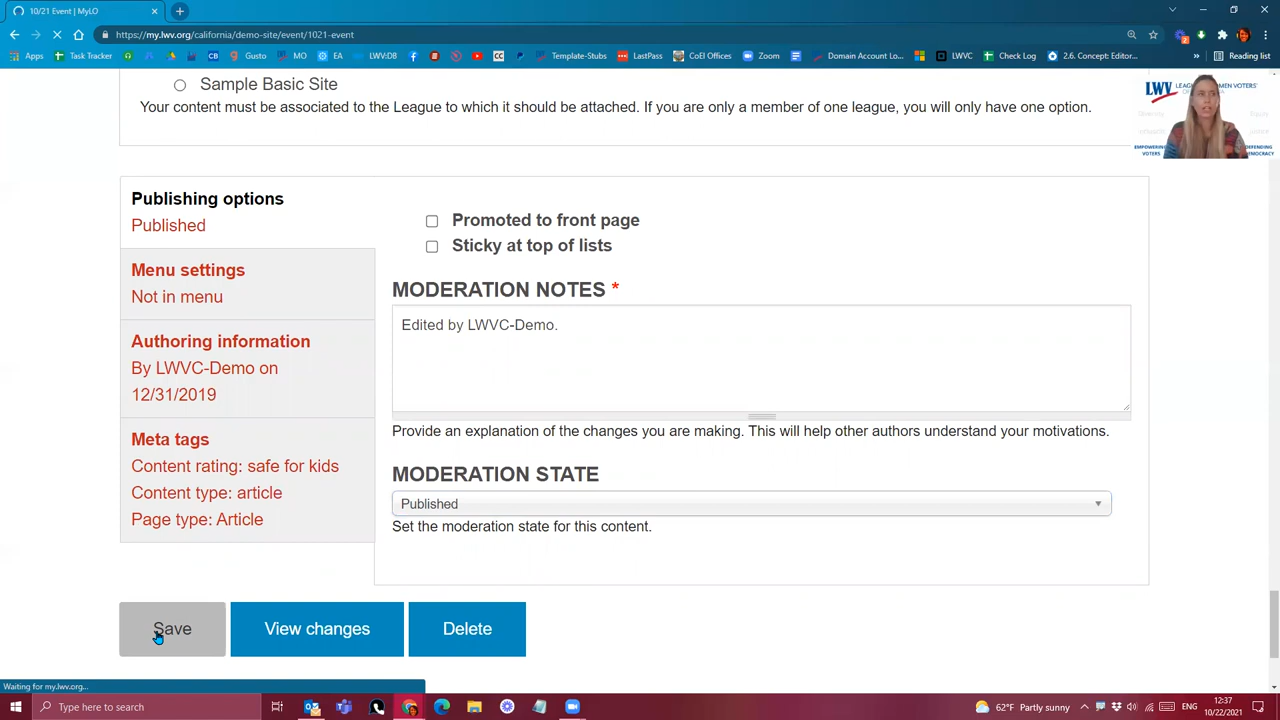 10/21 Event | MyLO
https://my.lwv.org/california/demo-site/event/1021-event
Apps Task Tracker CB Gusto MO EA LWV:DB Template-Stubs LastPass CoEI Offices Zoom Domain Account Lo... LWVC Check Log 2.6. Concept: Editor... » Reading list
Sample Basic Site
Your content must be associated to the League to which it should be attached. If you are only a member of one league, you will only have one option.
LWV
EMPOWERING VOTERS
Publishing options
Published
Menu settings
Not in menu
Authoring information
By LWVC-Demo on
12/31/2019
Meta tags
Content rating: safe for kids
Content type: article
Page type: Article
Promoted to front page
Sticky at top of lists
MODERATION NOTES *
Edited by LWVC-Demo.
Provide an explanation of the changes you are making. This will help other authors understand your motivations.
MODERATION STATE
Published
Set the moderation state for this content.
Save View changes Delete
Waiting for my.lwv.org...
Type here to search
62°F Partly sunny
ENG
12:37
10/22/2021